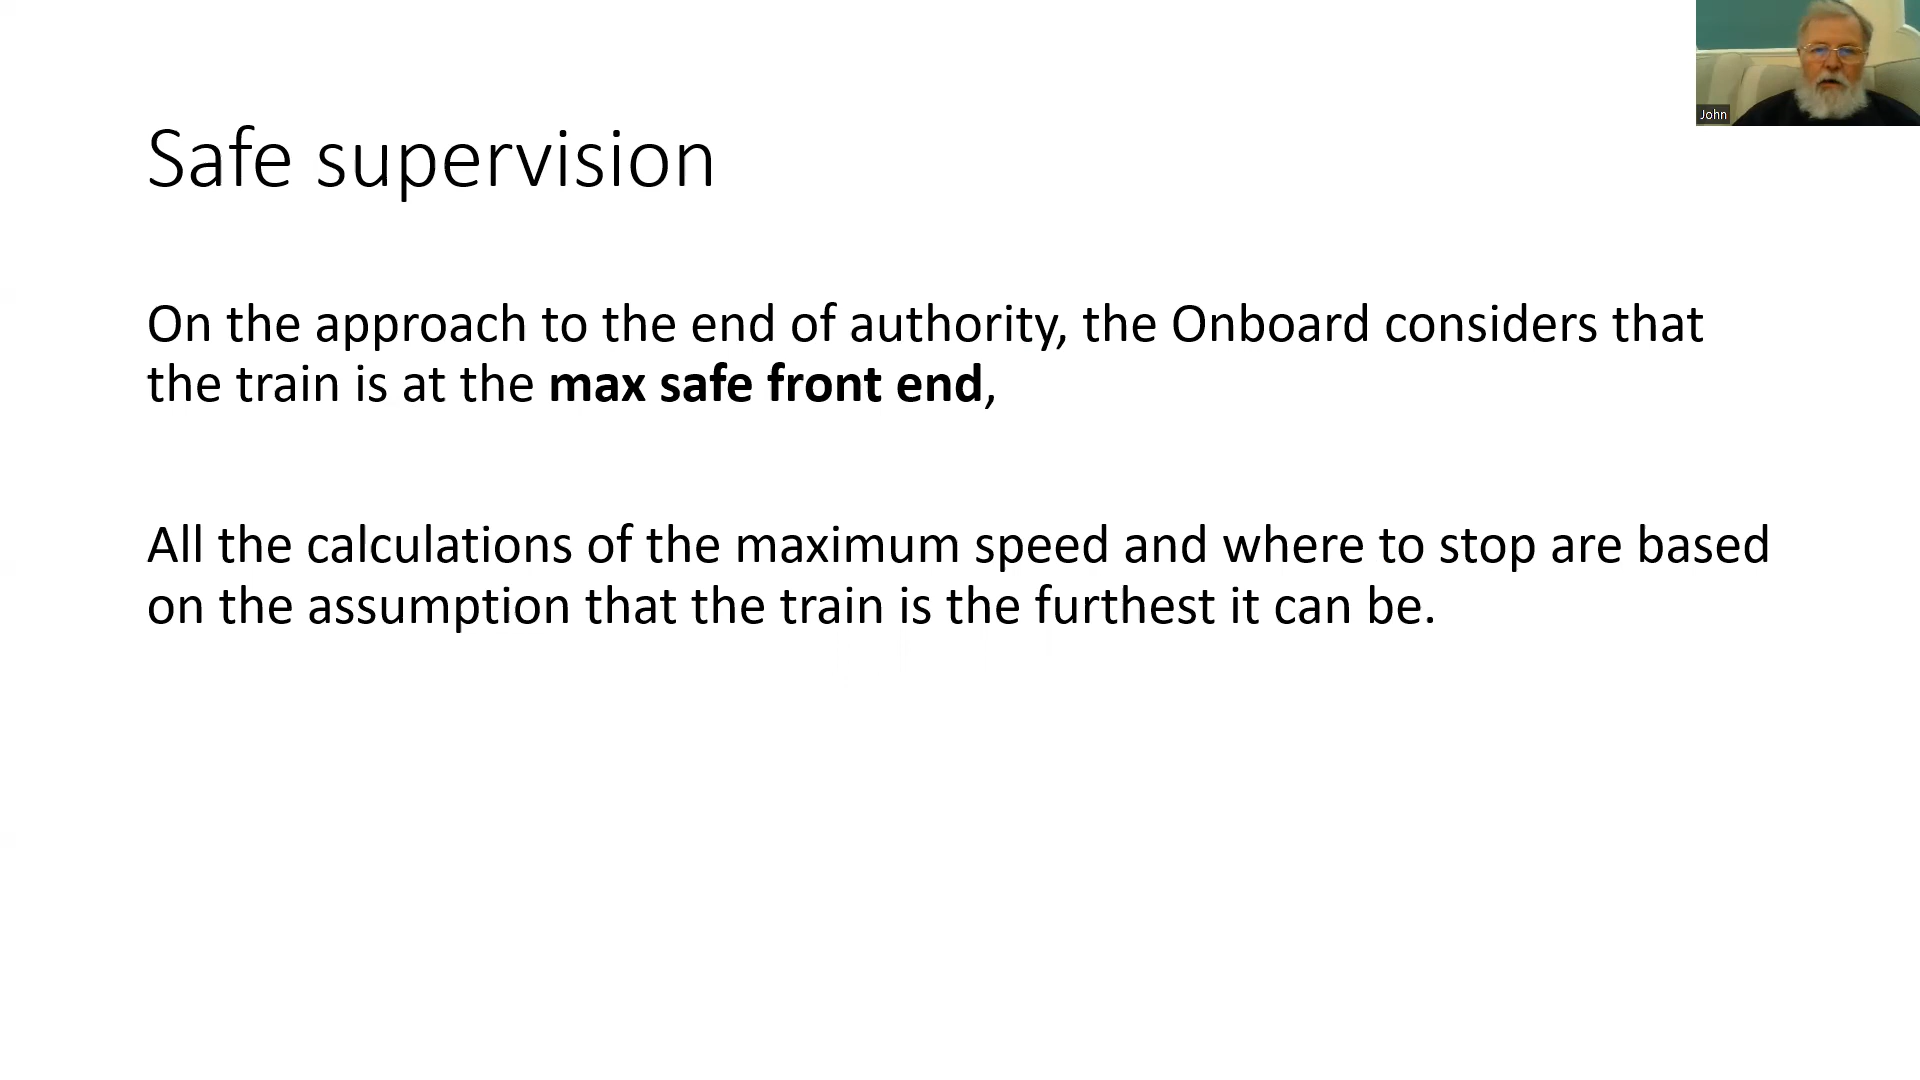 John
Safe supervision
On the approach to the end of authority, the Onboard considers that
the train is at the max safe front end,
All the calculations of the maximum speed and where to stop are based
on the assumption that the train is the furthest it can be.